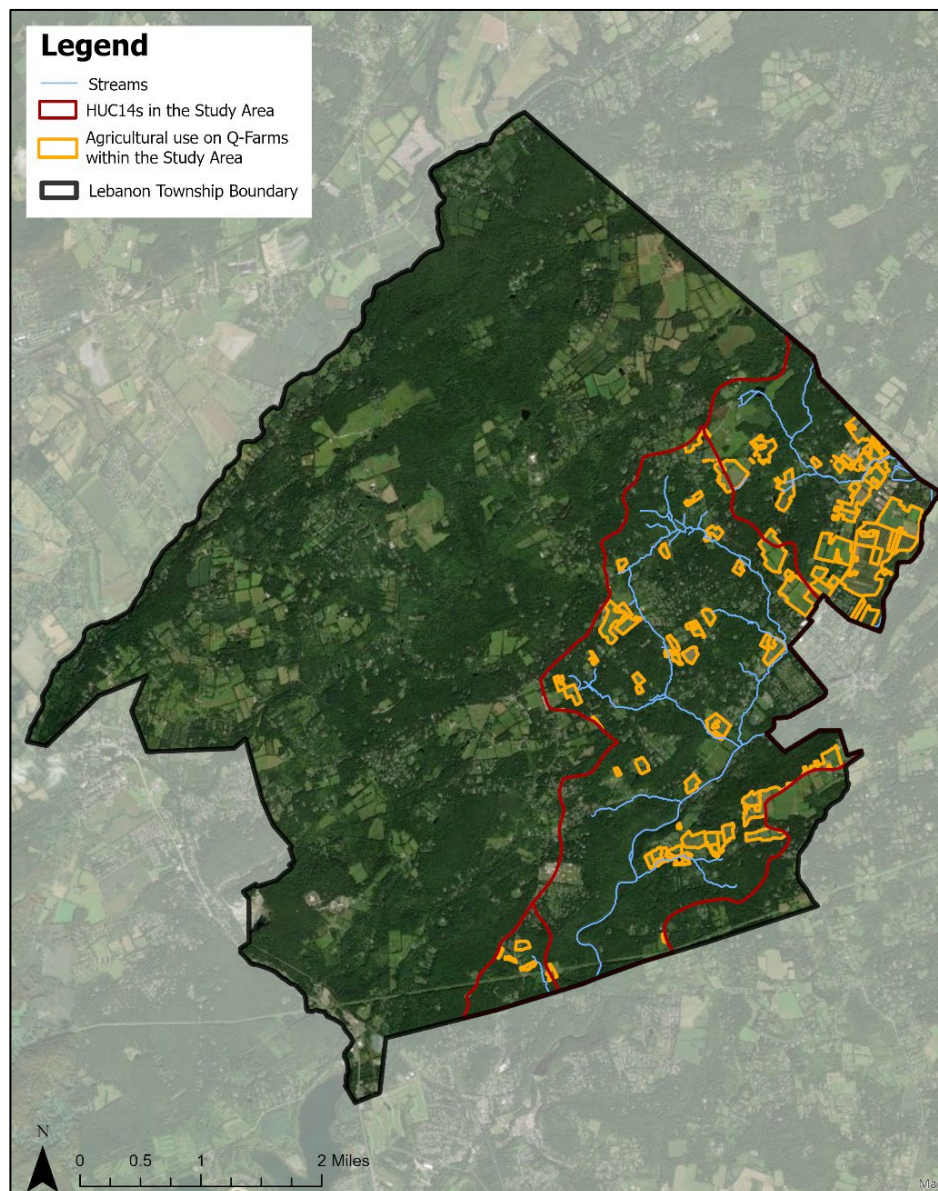 Legend
Streams
HUC14s in the Study Area
Agricultural use on Q-Farms
within the Study Area
Lebanon Township Boundary
N
0 0.5 1 2 Miles
Ma